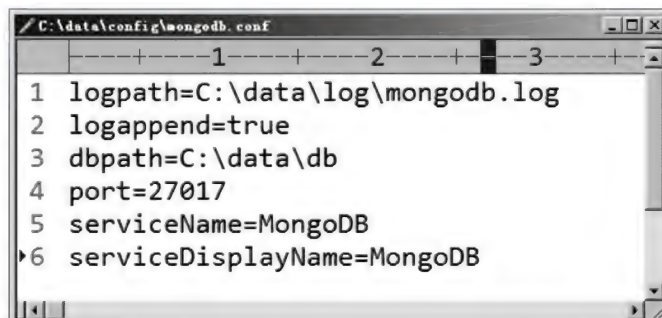 C:\data\config\mongodb.conf
----+----1----+----2----+----3----+--
1 logpath=C:\data\log\mongodb.log
2 logappend=true
3 dbpath=C:\data\db
4 port=27017
5 serviceName=MongoDB
6 serviceDisplayName=MongoDB